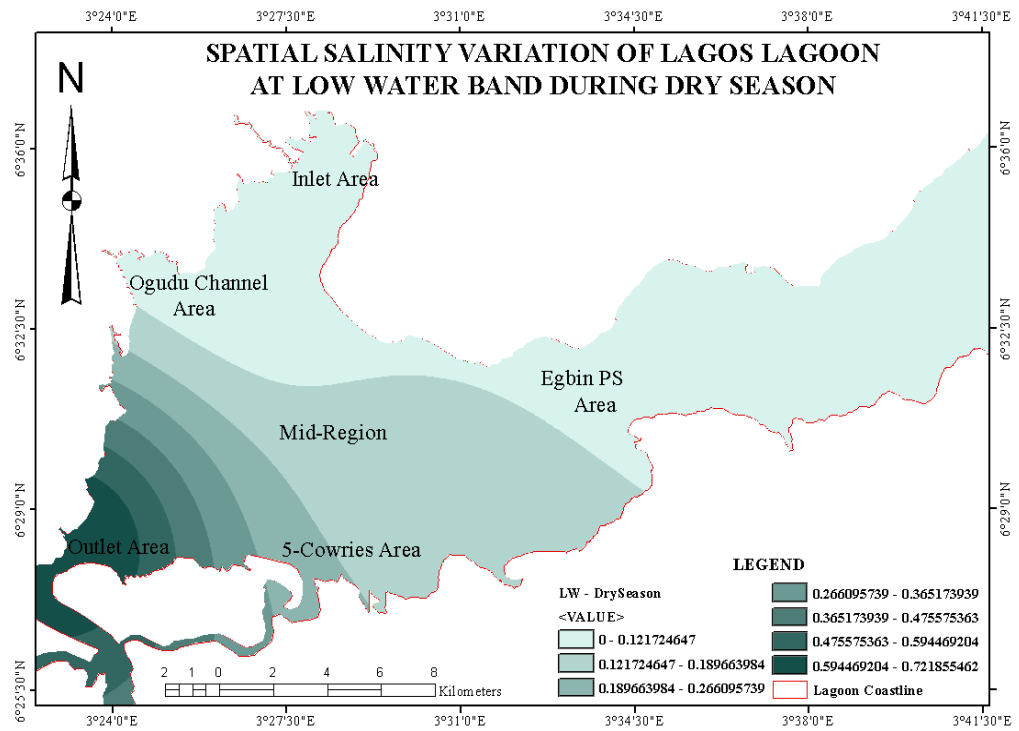 3°24'0"E 3°27'30"E 3°31'0"E 3°34'30"E 3°38'0"E 3°41'30"E
SPATIAL SALINITY VARIATION OF LAGOS LAGOON
AT LOW WATER BAND DURING DRY SEASON
N
6°36'0"N 6°36'0"N
Inlet Area
Ogudu Channel
Area
6°32'30"N 6°32'30"N
Egbin PS
Area
Mid-Region
6°29'0"N 6°29'0"N
Outlet Area 5-Cowries Area
LEGEND
LW - DrySeason
<VALUE>
0 - 0.121724647
0.121724647 - 0.189663984
0.189663984 - 0.266095739
0.266095739 - 0.365173939
0.365173939 - 0.475575363
0.475575363 - 0.594469204
0.594469204 - 0.721855462
Lagoon Coastline
2 1 0 2 4 6 8
Kilometers
6°25'30"N 6°25'30"N
3°24'0"E 3°27'30"E 3°31'0"E 3°34'30"E 3°38'0"E 3°41'30"E